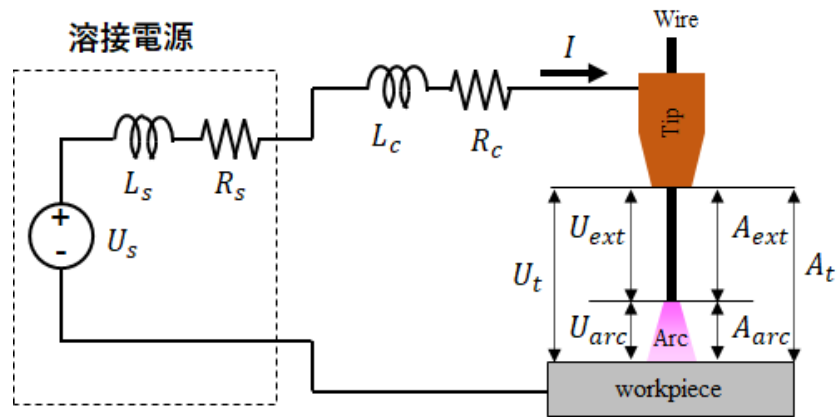 溶接電源
Wire
I
Tip
L_c
R_c
L_s
R_s
+
-
U_s
U_ext
A_ext
U_t
A_t
U_arc
Arc
A_arc
workpiece